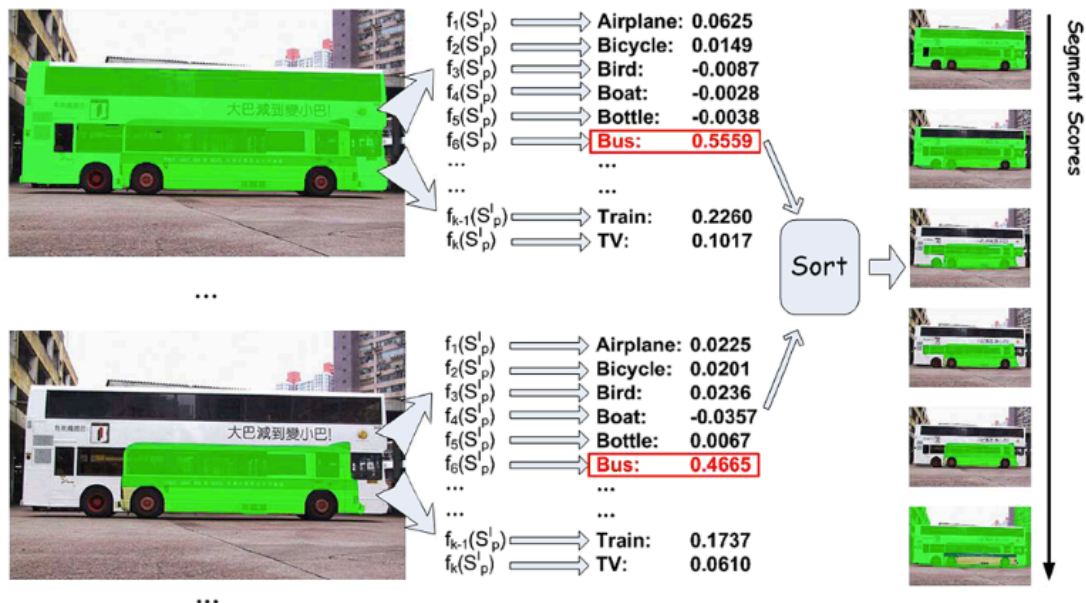 f₁(Sˡₚ) Airplane: 0.0625
f₂(Sˡₚ) Bicycle: 0.0149
f₃(Sˡₚ) Bird: -0.0087
f₄(Sˡₚ) Boat: -0.0028
f₅(Sˡₚ) Bottle: -0.0038
f₆(Sˡₚ) Bus: 0.5559
... ...
... ...
fₖ₋₁(Sˡₚ) Train: 0.2260
fₖ(Sˡₚ) TV: 0.1017
大巴減到變小巴!
...
f₁(Sˡₚ) Airplane: 0.0225
f₂(Sˡₚ) Bicycle: 0.0201
f₃(Sˡₚ) Bird: 0.0236
f₄(Sˡₚ) Boat: -0.0357
f₅(Sˡₚ) Bottle: 0.0067
f₆(Sˡₚ) Bus: 0.4665
... ...
... ...
fₖ₋₁(Sˡₚ) Train: 0.1737
fₖ(Sˡₚ) TV: 0.0610
大巴減到變小巴!
...
Sort
Segment Scores